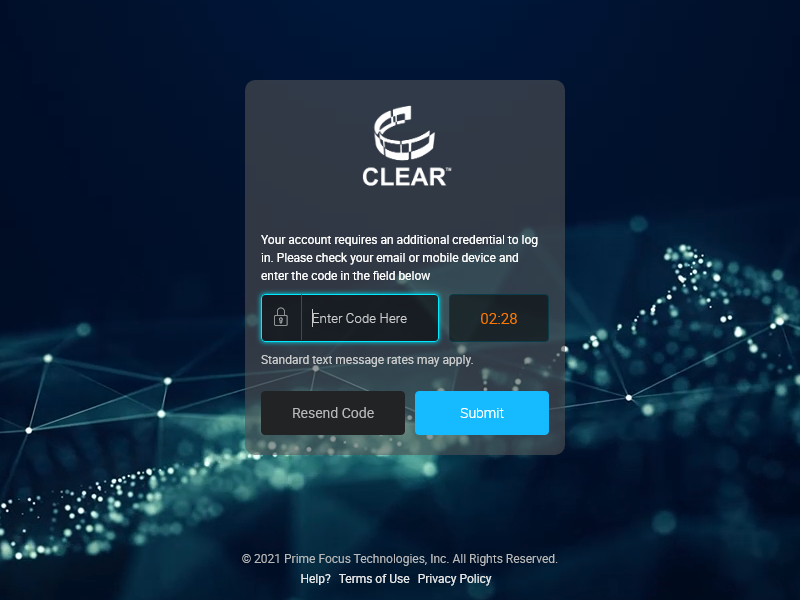 CLEAR™
Your account requires an additional credential to log
in. Please check your email or mobile device and
enter the code in the field below
Enter Code Here
02:28
Standard text message rates may apply.
Resend Code
Submit
© 2021 Prime Focus Technologies, Inc. All Rights Reserved.
Help? Terms of Use Privacy Policy